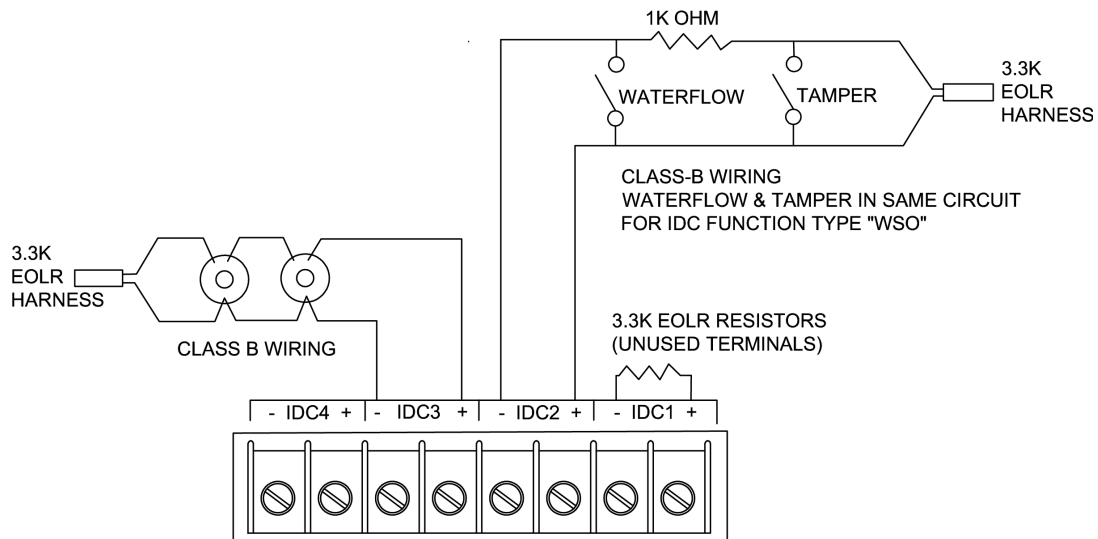 1K OHM
WATERFLOW
TAMPER
3.3K
EOLR
HARNESS
CLASS-B WIRING
WATERFLOW & TAMPER IN SAME CIRCUIT
FOR IDC FUNCTION TYPE "WSO"
3.3K
EOLR
HARNESS
CLASS B WIRING
3.3K EOLR RESISTORS
(UNUSED TERMINALS)
- IDC4 + - IDC3 + - IDC2 + - IDC1 +